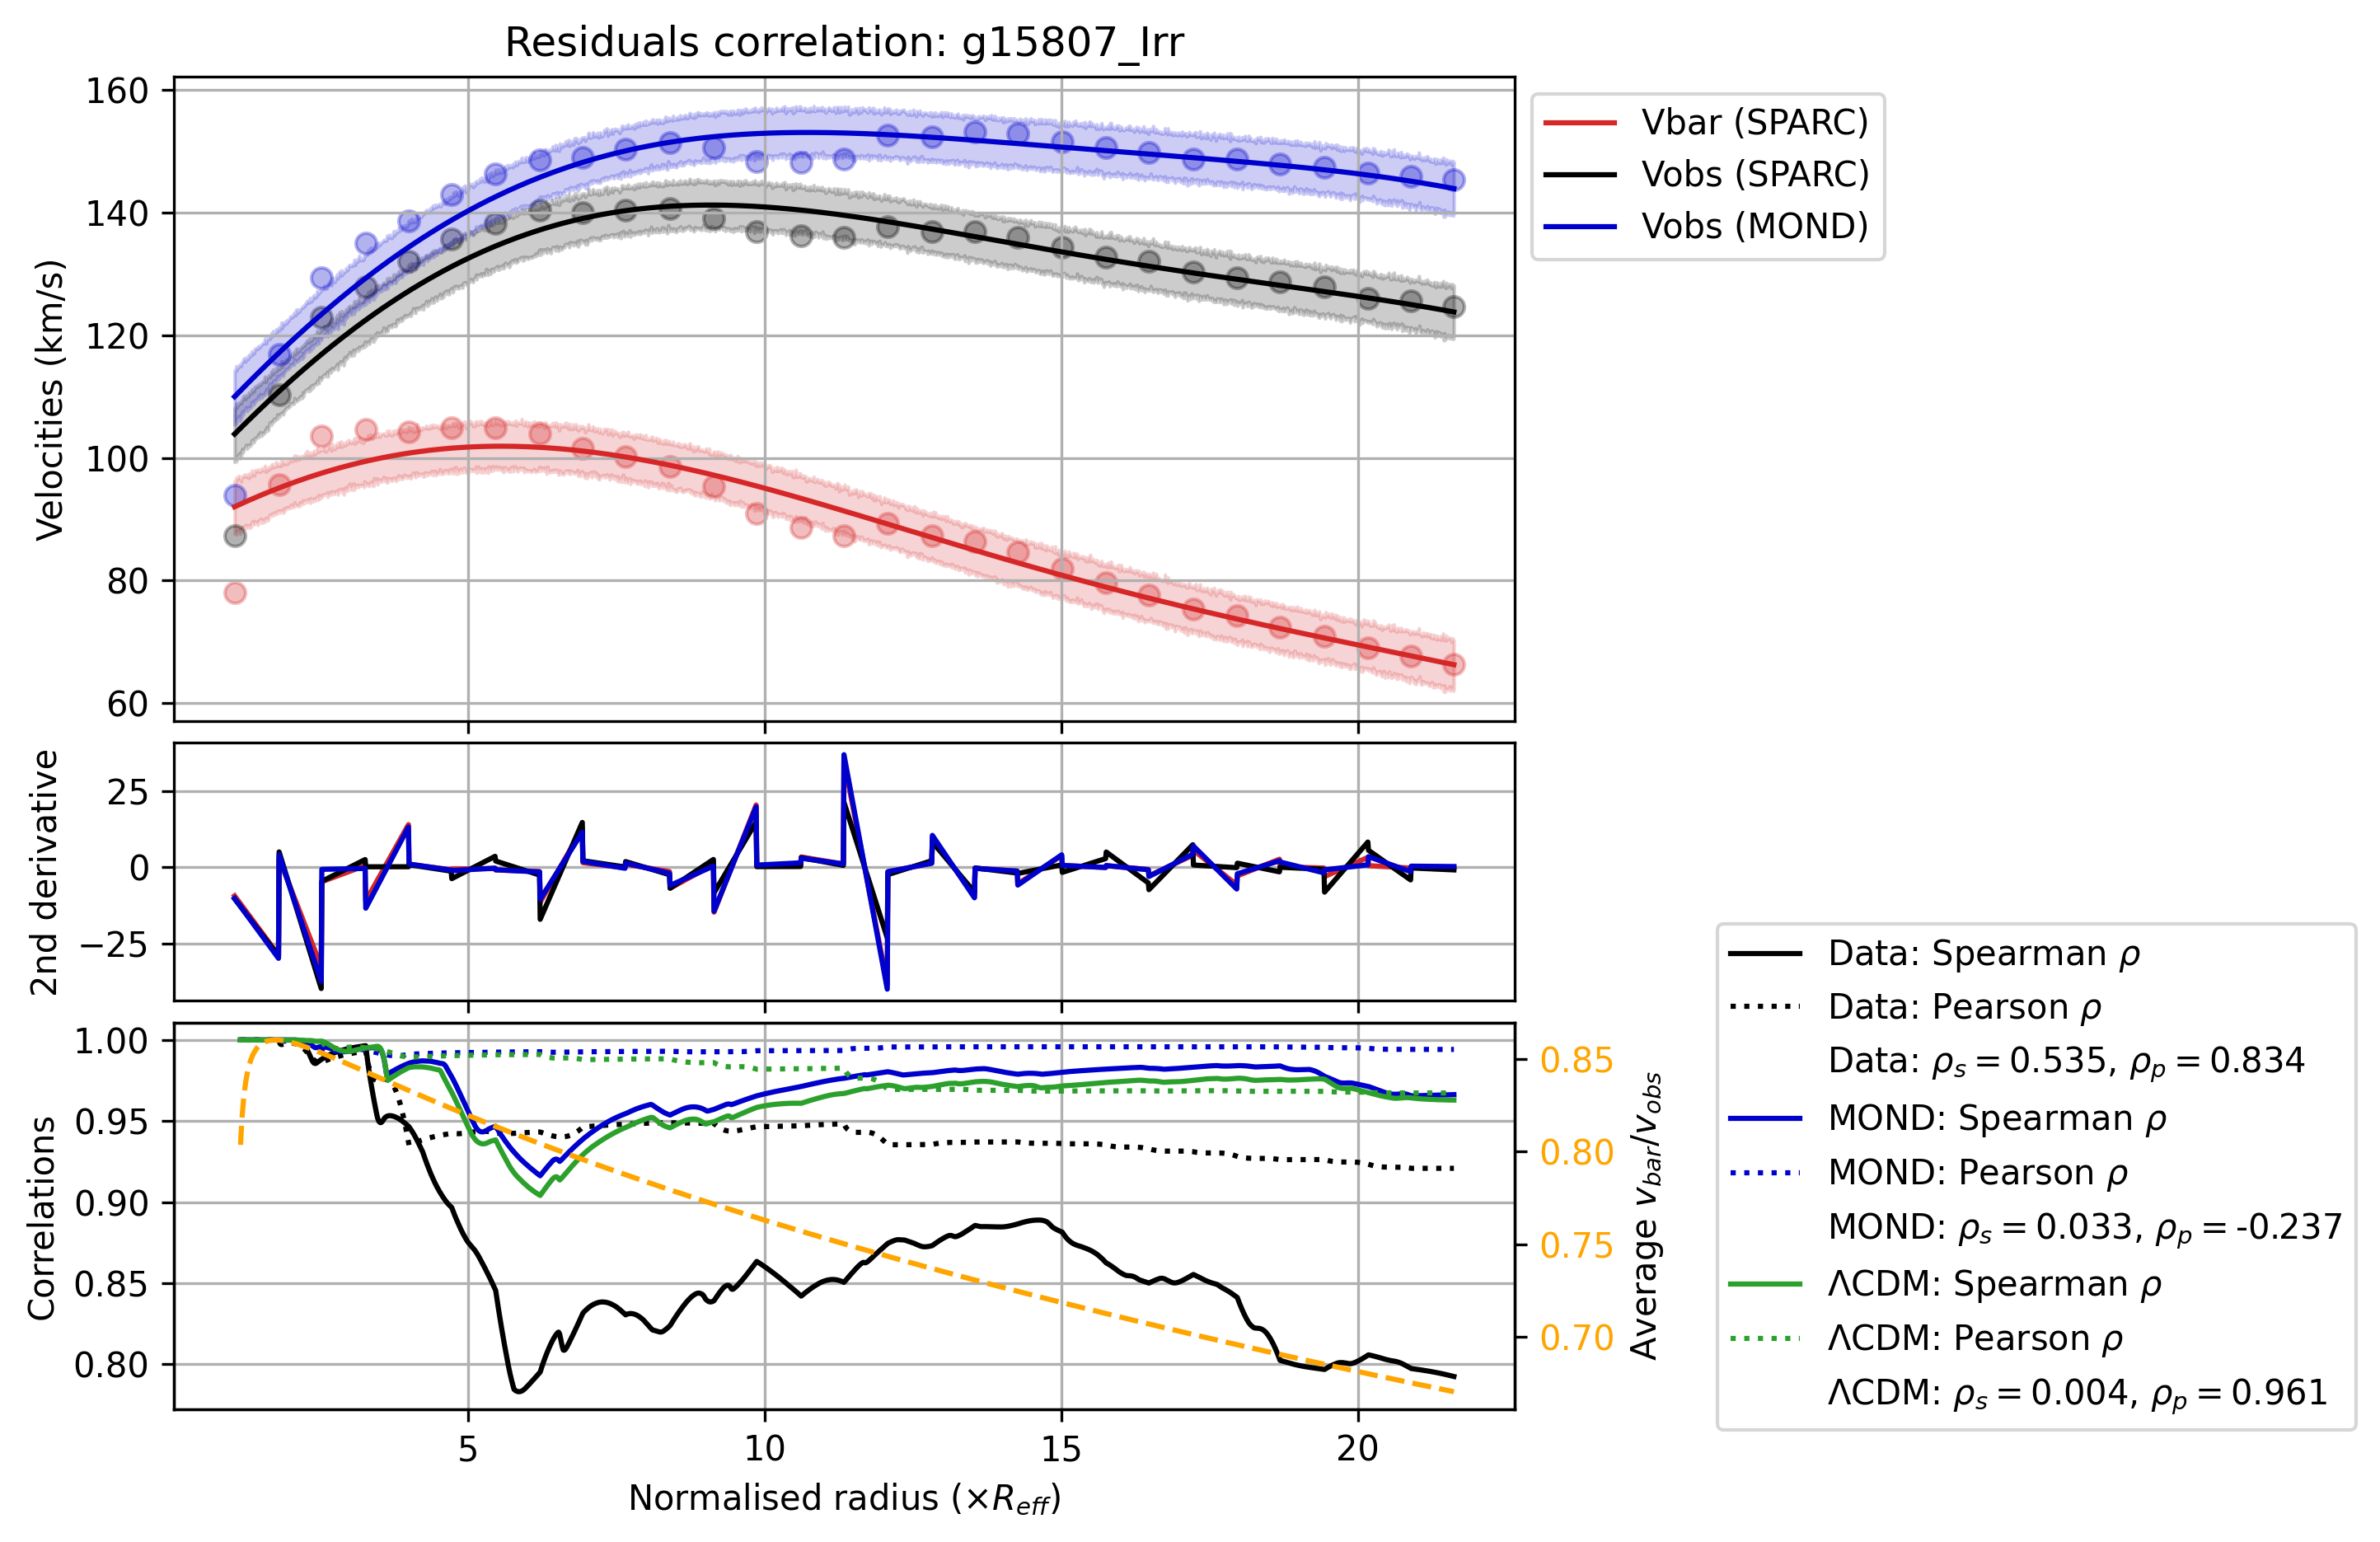 Residuals correlation: g15807_Irr
160
140
120
100
80
60
Velocities (km/s)
Vbar (SPARC)
Vobs (SPARC)
Vobs (MOND)
25
0
−25
2nd derivative
1.00
0.95
0.90
0.85
0.80
Correlations
0.85
0.80
0.75
0.70
Average v_bar/v_obs
5
10
15
20
Normalised radius (×R_eff)
Data: Spearman ρ
Data: Pearson ρ
Data: ρ_s = 0.535, ρ_p = 0.834
MOND: Spearman ρ
MOND: Pearson ρ
MOND: ρ_s = 0.033, ρ_p = -0.237
ΛCDM: Spearman ρ
ΛCDM: Pearson ρ
ΛCDM: ρ_s = 0.004, ρ_p = 0.961